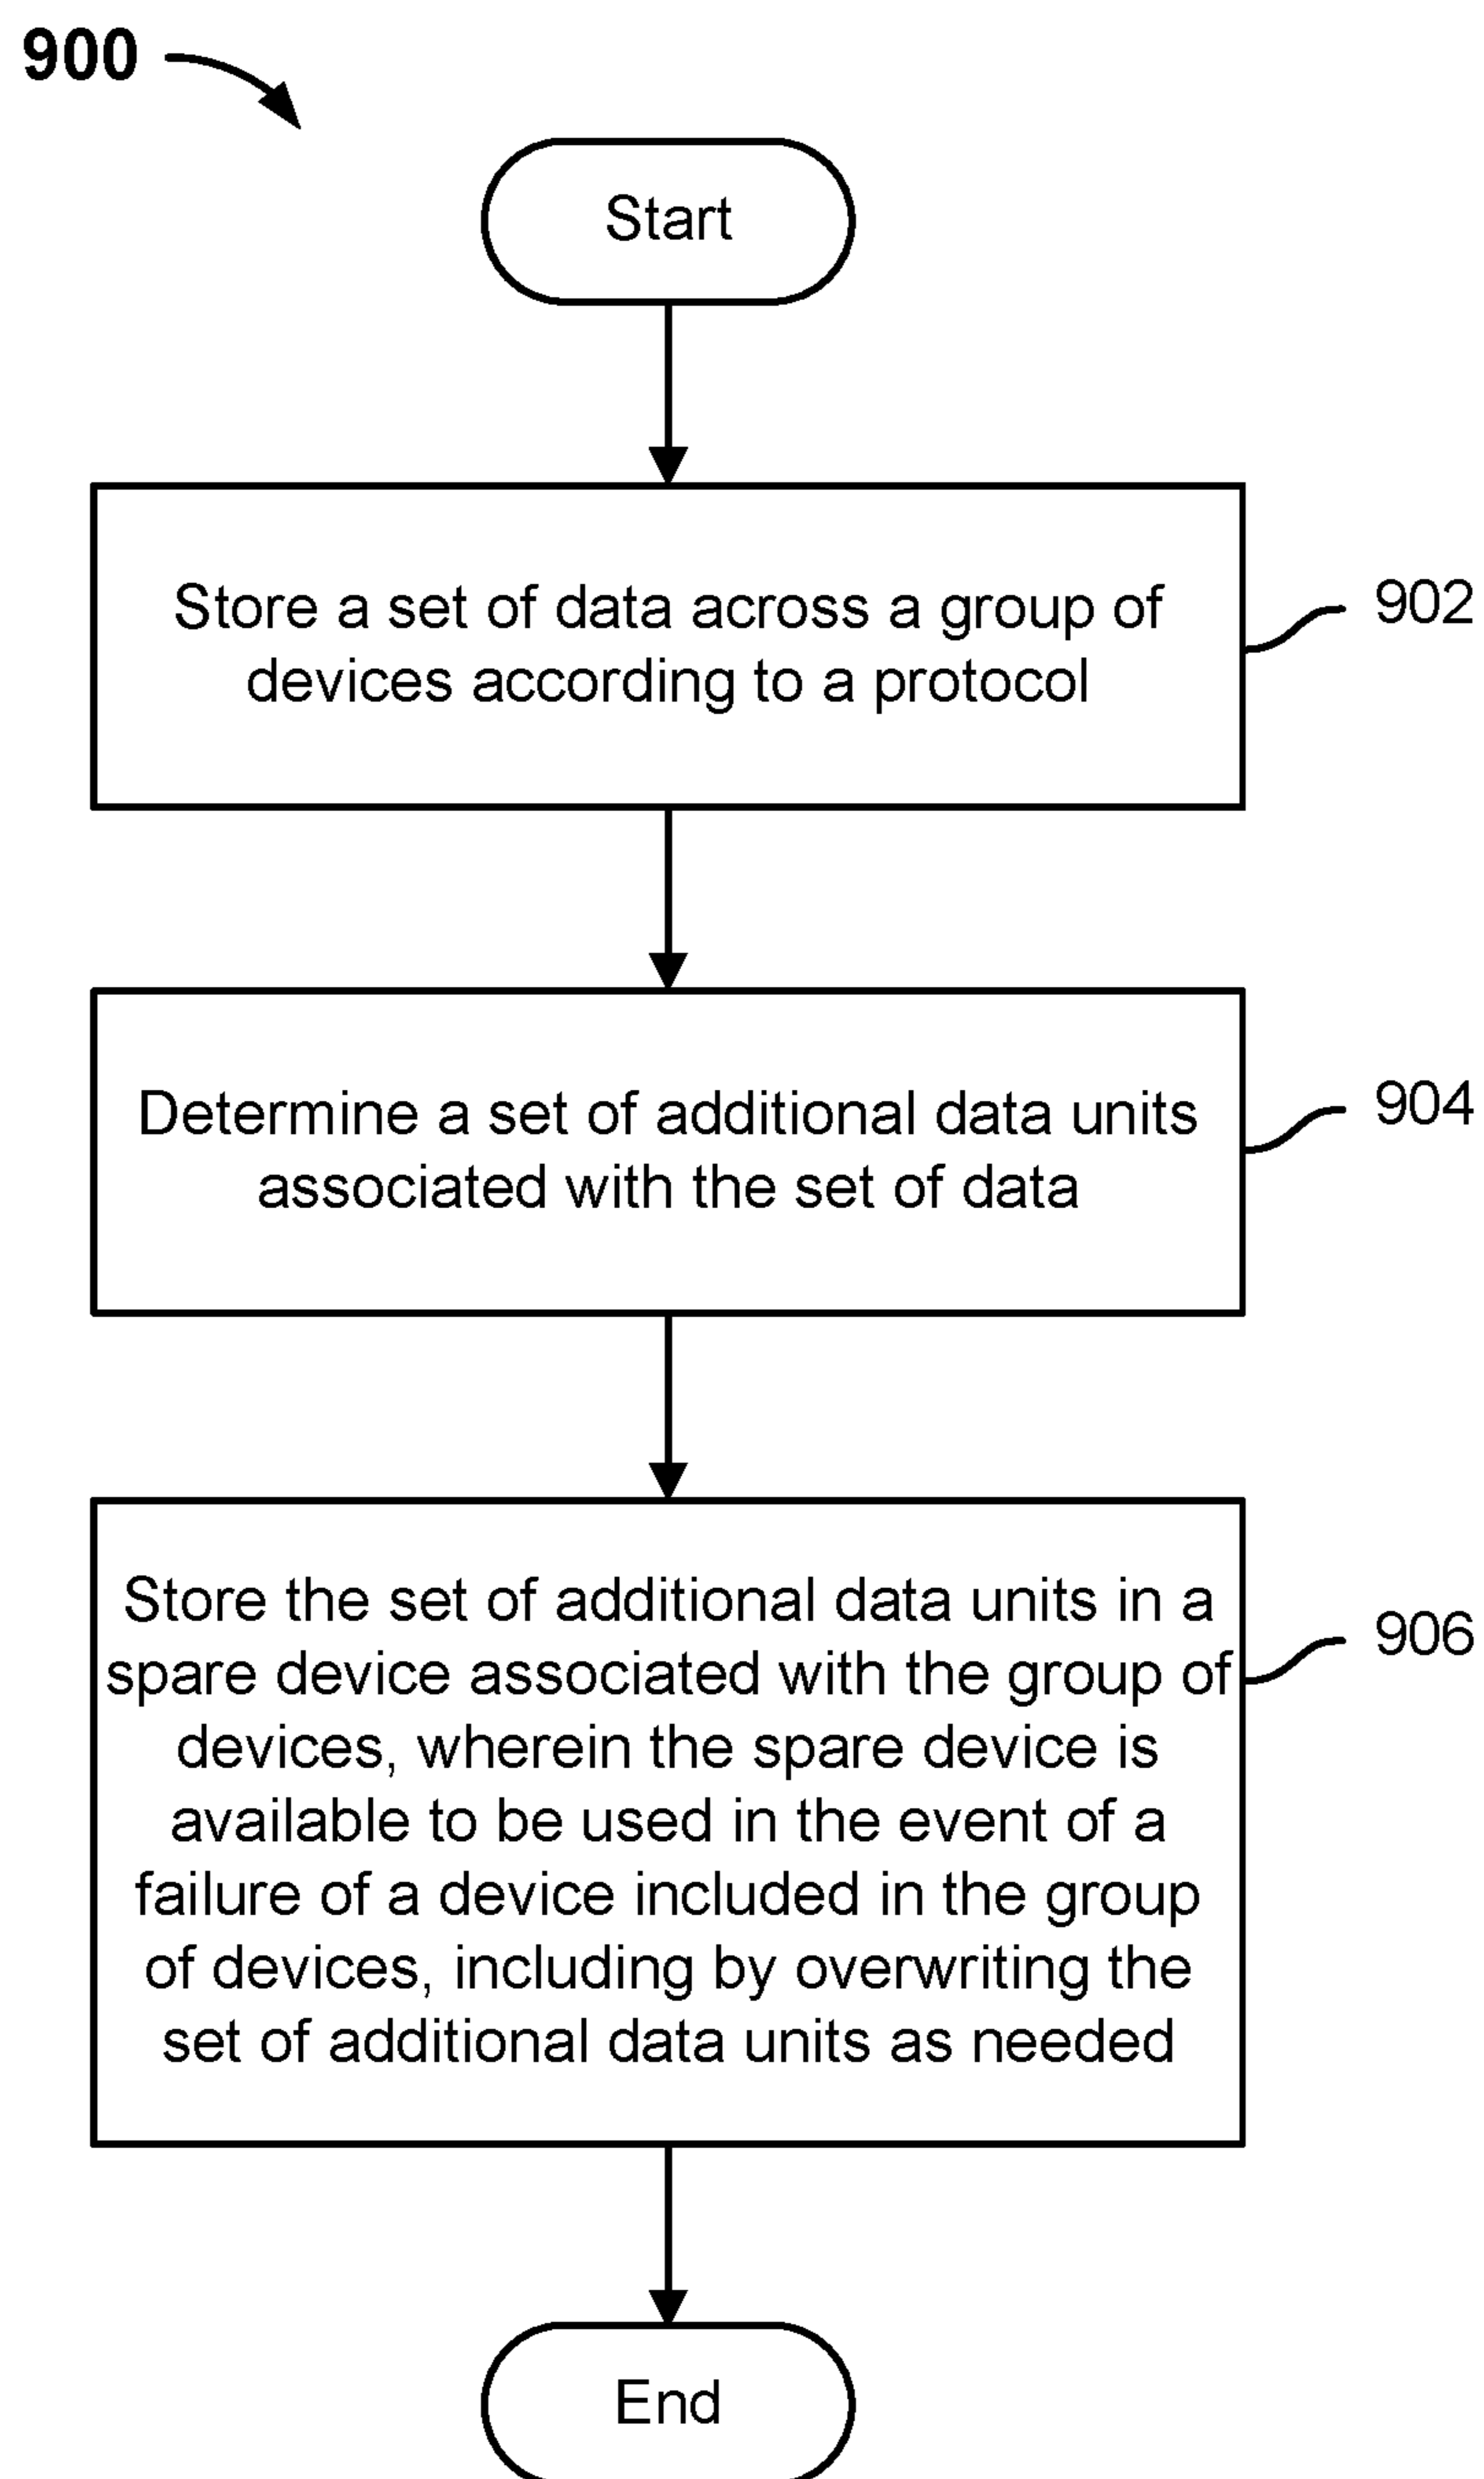 900
Start
Store a set of data across a group of
devices according to a protocol
902
Determine a set of additional data units
associated with the set of data
904
Store the set of additional data units in a
spare device associated with the group of
devices, wherein the spare device is
available to be used in the event of a
failure of a device included in the group
of devices, including by overwriting the
set of additional data units as needed
906
End